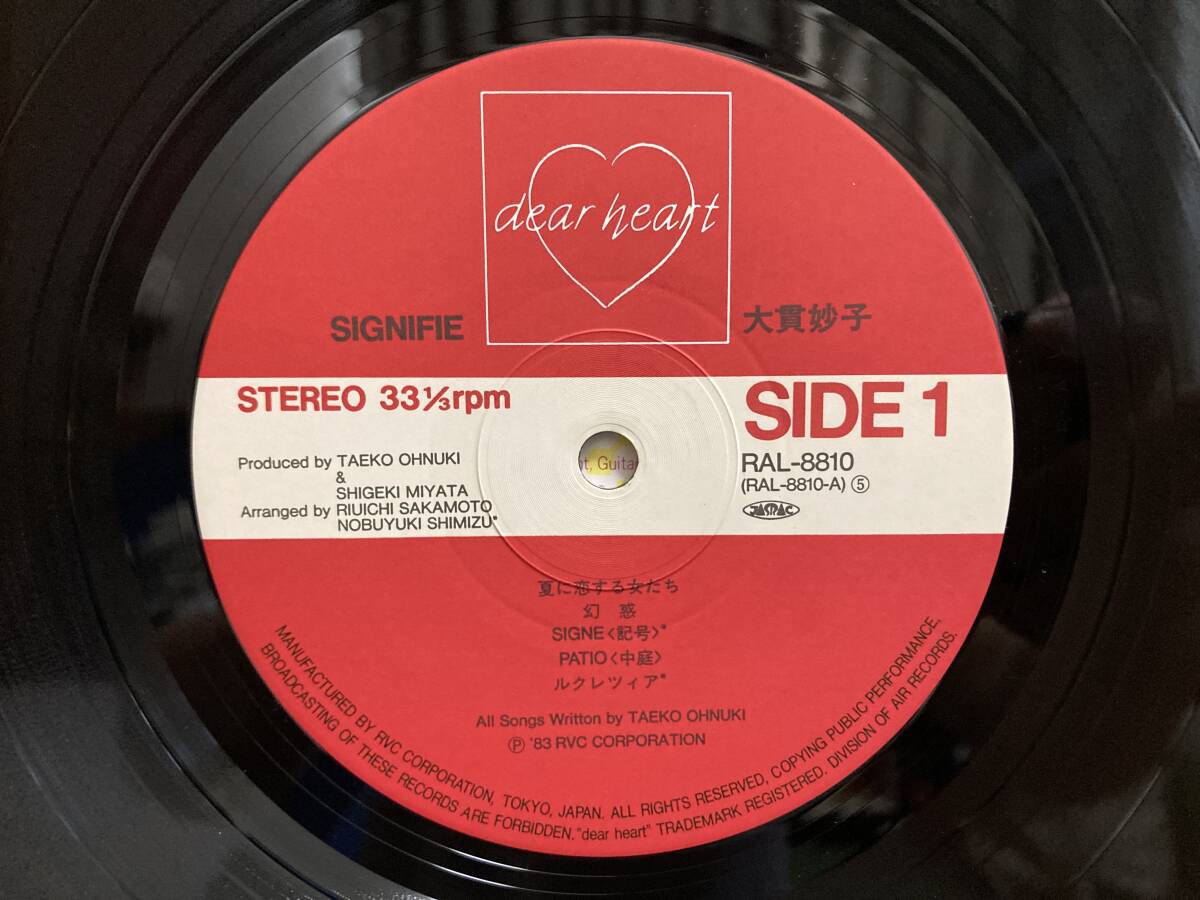 dear heart
SIGNIFIE
大貫妙子
STEREO 33⅓rpm
SIDE 1
Produced by TAEKO OHNUKI
&
SHIGEKI MIYATA
Arranged by RIUICHI SAKAMOTO
NOBUYUKI SHIMIZU*
RAL-8810
(RAL-8810-A) ⑤
JASRAC
t, Guita
夏に恋する女たち
幻 惑
SIGNE〈記号〉*
PATIO〈中庭〉
ルクレツィア*
All Songs Writton by TAEKO OHNUKI
Ⓟ '83 RVC CORPORATION
MANUFACTURED BY RVC CORPORATION, TOKYO, JAPAN. ALL RIGHTS RESERVED, COPYING PUBLIC PERFORMANCE,
BROADCASTING OF THESE RECORDS ARE FORBIDDEN. "dear heart" TRADEMARK REGISTERED. DIVISION OF AIR RECORDS.